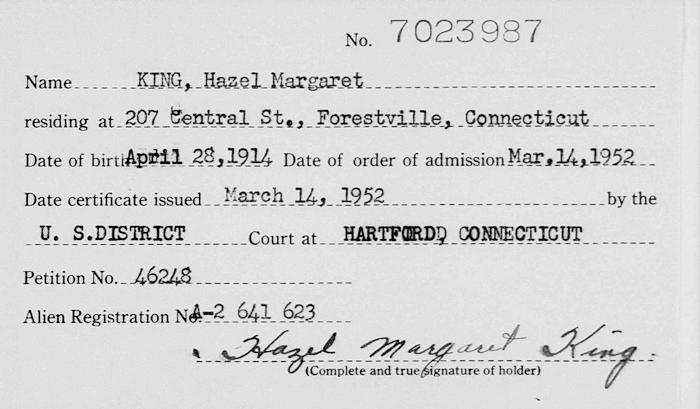 No. 7023987
Name KING, Hazel Margaret
residing at 207 Central St., Forestville, Connecticut
Date of birth April 28,1914 Date of order of admission Mar.14,1952
Date certificate issued March 14, 1952 by the
U. S.DISTRICT Court at HARTFORD, CONNECTICUT
Petition No. 46248
Alien Registration No. A-2 641 623
Hazel Margaret King.
(Complete and true signature of holder)